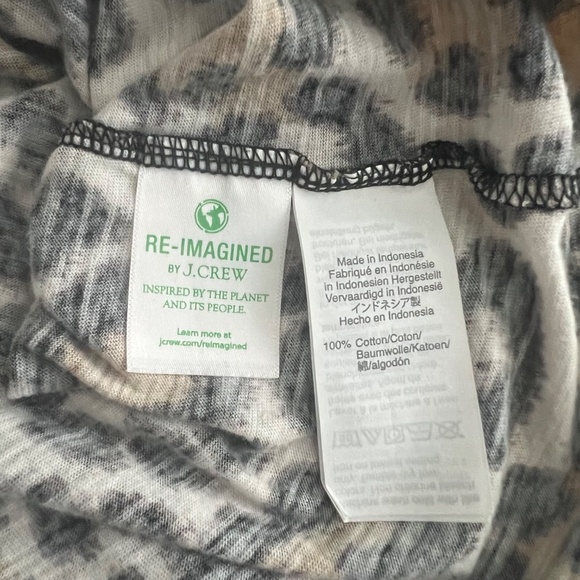 RE-IMAGINED
BY J.CREW
INSPIRED BY THE PLANET
AND ITS PEOPLE.
Learn more at
jcrew.com/reimagined
Made in Indonesia
Fabriqué en Indonésie
in Indonesien Hergestellt
Vervaardigd in Indonesië
インドネシア製
Hecho en Indonesia
100% Cotton/Coton/
Baumwolle/Katoen/
綿/algodón